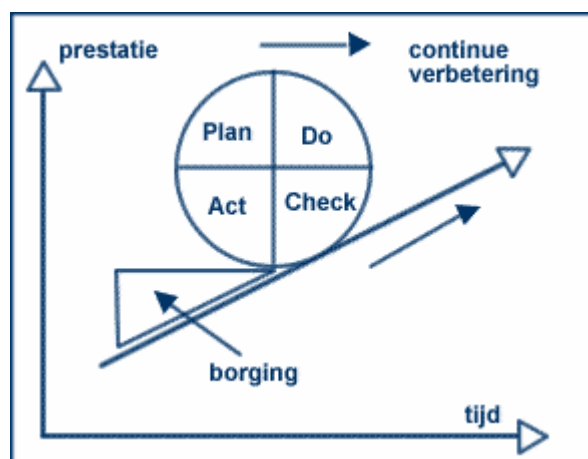 prestatie
continue
verbetering
Plan
Do
Act
Check
borging
tijd